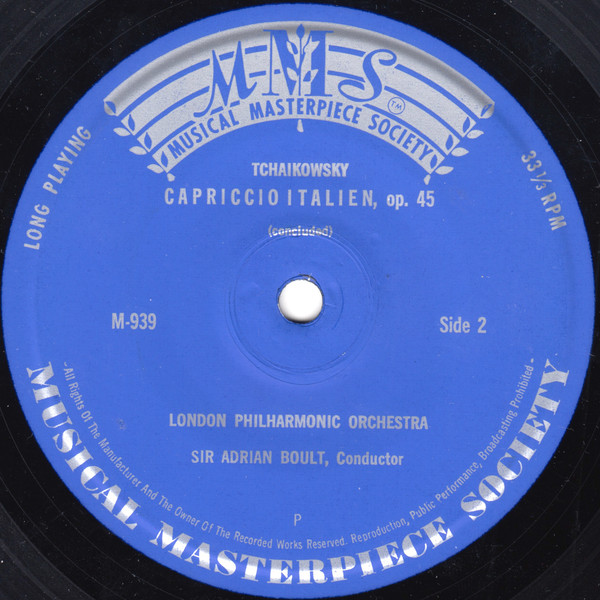 MMS TM
MUSICAL MASTERPIECE SOCIETY
LONG PLAYING
33 1/3 RPM
TCHAIKOWSKY
CAPRICCIO ITALIEN, op. 45
(concluded)
M-939
Side 2
LONDON PHILHARMONIC ORCHESTRA
SIR ADRIAN BOULT, Conductor
P
-All Rights Of The Manufacturer And The Owner Of The Recorded Works Reserved. Reproduction, Public Performance, Broadcasting Prohibited-
MUSICAL MASTERPIECE SOCIETY